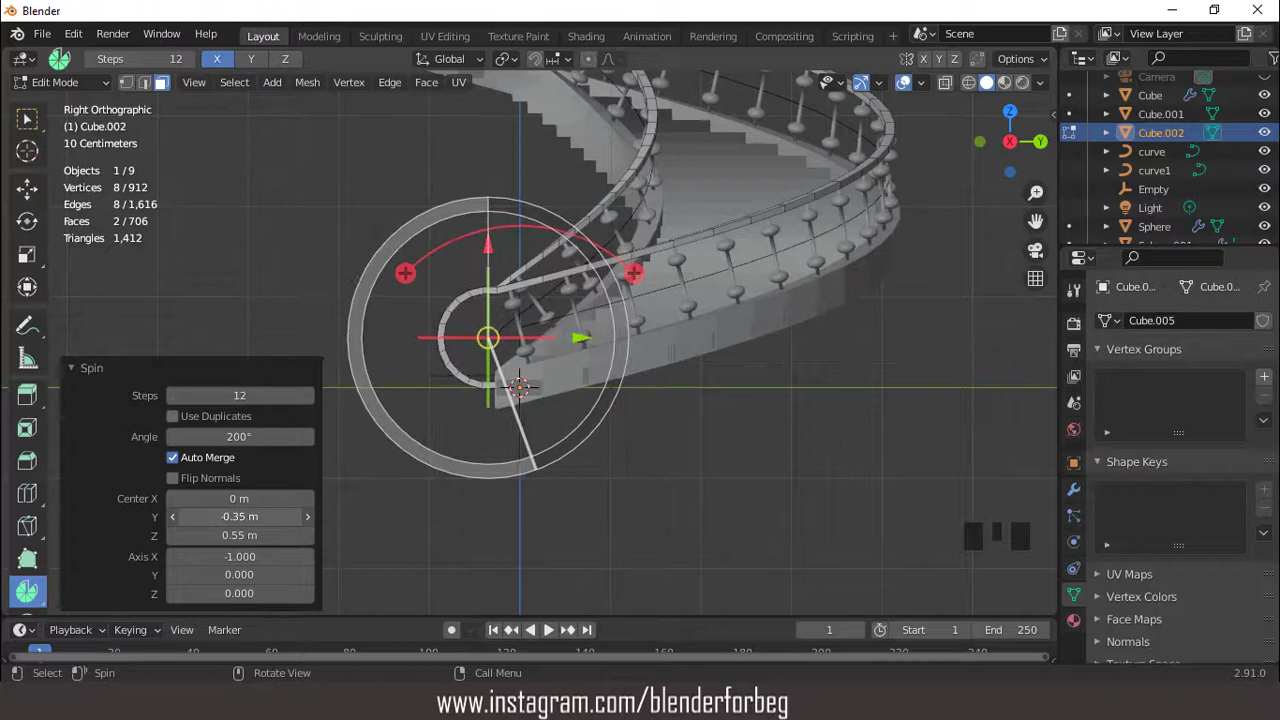 Blender
File Edit Render Window Help Layout Modeling Sculpting UV Editing Texture Paint Shading Animation Rendering Compositing Scripting + Scene View Layer
Steps 12 X Y Z Global X Y Z Options
Edit Mode View Select Add Mesh Vertex Edge Face UV
Right Orthographic
(1) Cube.002
10 Centimeters
Objects 1/9
Vertices 8/912
Edges 8/1,616
Faces 2/706
Triangles 1,412
Z
X
Y
Camera
Cube
Cube.001
Cube.002
curve
curve1
Empty
Light
Sphere
Cube.0... Cube.0...
Cube.005
Vertex Groups
Shape Keys
UV Maps
Vertex Colors
Face Maps
Normals
Spin
Steps 12
Use Duplicates
Angle 200°
Auto Merge
Flip Normals
Center X 0 m
Y -0.35 m
Z 0.55 m
Axis X -1.000
Y 0.000
Z 0.000
Playback Keying View Marker 1 Start 1 End 250
1
Select Spin Rotate View Call Menu 2.91.0
www.instagram.com/blenderforbeg